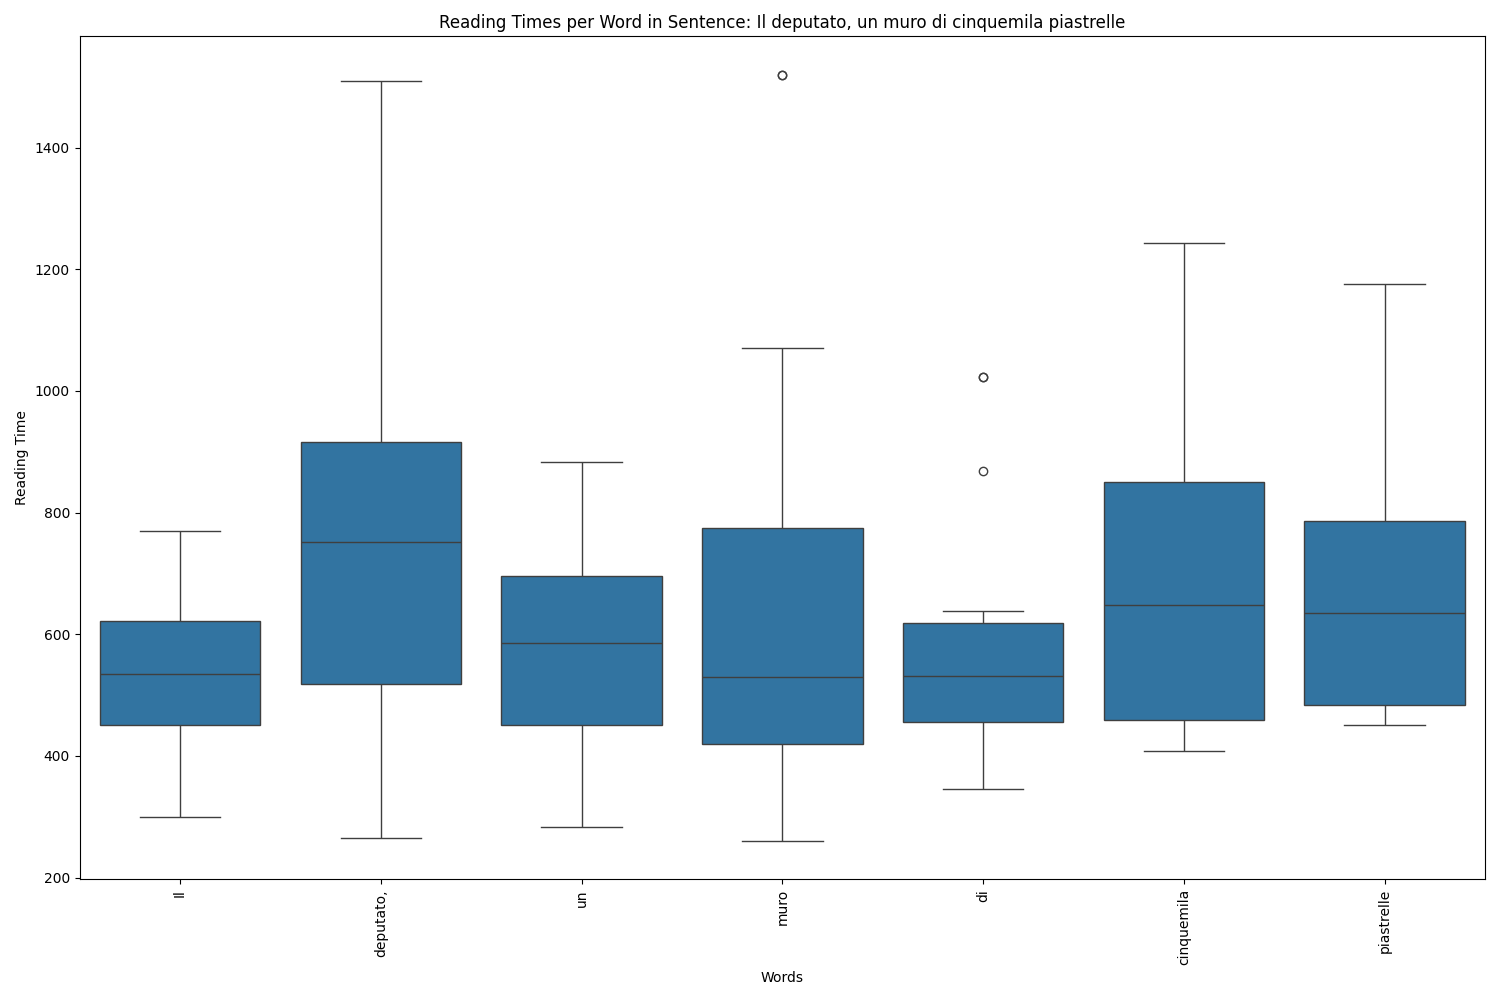 Reading Times per Word in Sentence: Il deputato, un muro di cinquemila piastrelle
1400
1200
1000
800
600
400
200
Reading Time
Il
deputato,
un
muro
di
cinquemila
piastrelle
Words